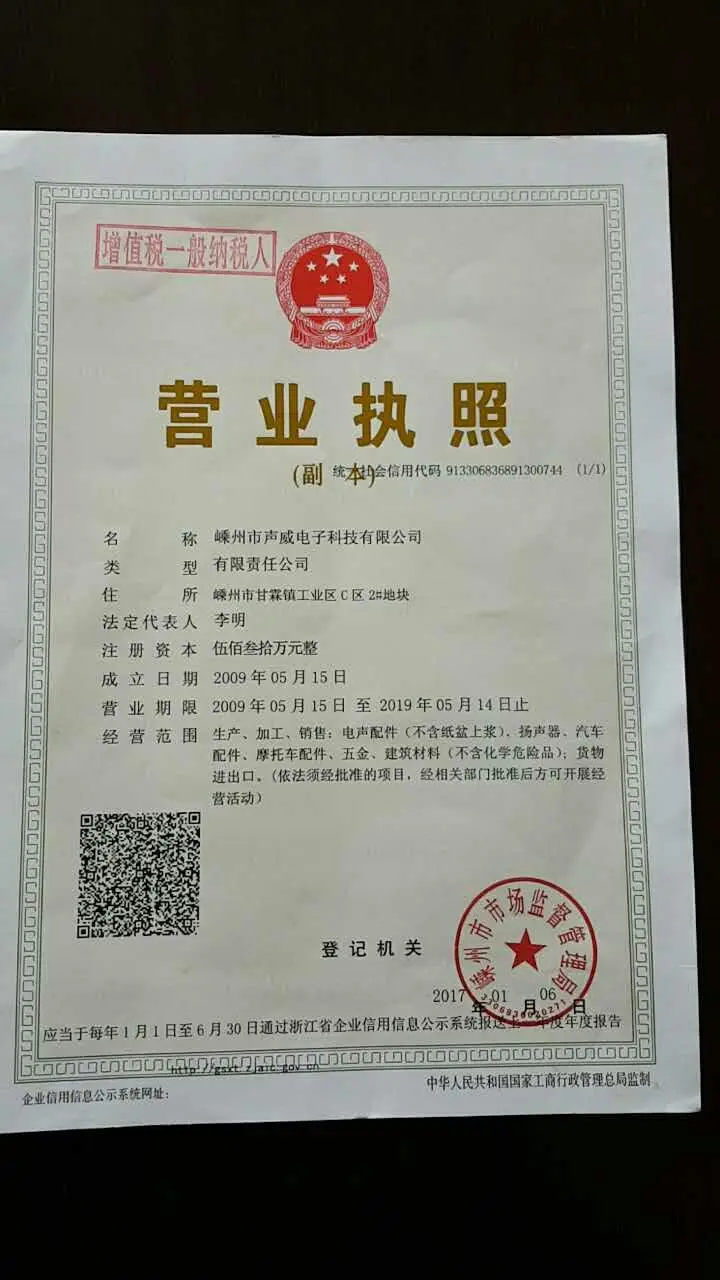 增值税一般纳税人
营业执照
(副 本)
统一社会信用代码 913306836891300744 (1/1)
名 称 嵊州市声威电子科技有限公司
类 型 有限责任公司
住 所 嵊州市甘霖镇工业区C区2#地块
法定代表人 李明
注册资本 伍佰叁拾万元整
成立日期 2009年05月15日
营业期限 2009年05月15日 至 2019年05月14日止
经营范围 生产、加工、销售：电声配件（不含纸盆上浆）、扬声器、汽车
配件、摩托车配件、五金、建筑材料（不含化学危险品）；货物
进出口。(依法须经批准的项目，经相关部门批准后方可开展经
营活动）
登记机关
嵊州市市场监督管理局
2017年01月06日
应当于每年1月1日至6月30日通过浙江省企业信用信息公示系统报送上一年度年度报告
http://gsxt.zjaic.gov.cn
企业信用信息公示系统网址：
中华人民共和国国家工商行政管理总局监制